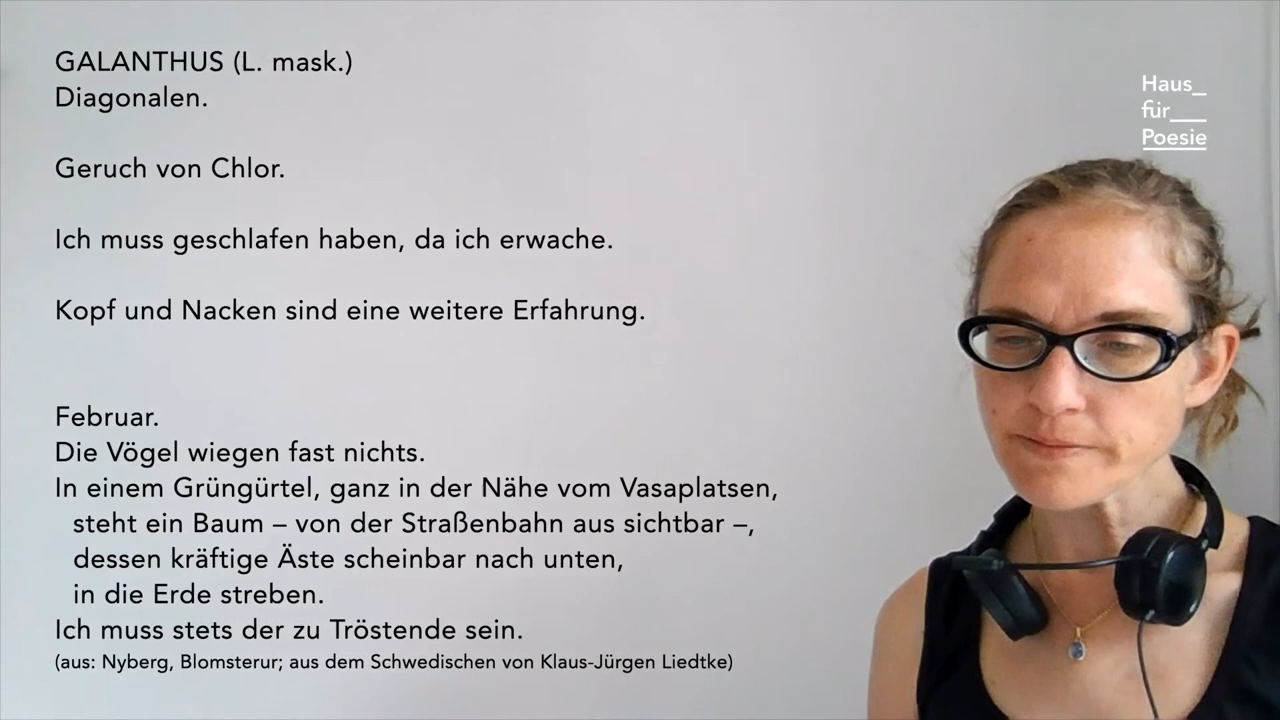 GALANTHUS (L. mask.)
Diagonalen.
Geruch von Chlor.
Ich muss geschlafen haben, da ich erwache.
Kopf und Nacken sind eine weitere Erfahrung.
Februar.
Die Vögel wiegen fast nichts.
In einem Grüngürtel, ganz in der Nähe vom Vasaplatsen,
steht ein Baum – von der Straßenbahn aus sichtbar –,
dessen kräftige Äste scheinbar nach unten,
in die Erde streben.
Ich muss stets der zu Tröstende sein.
(aus: Nyberg, Blomsterur; aus dem Schwedischen von Klaus-Jürgen Liedtke)
Haus_
für__
Poesie